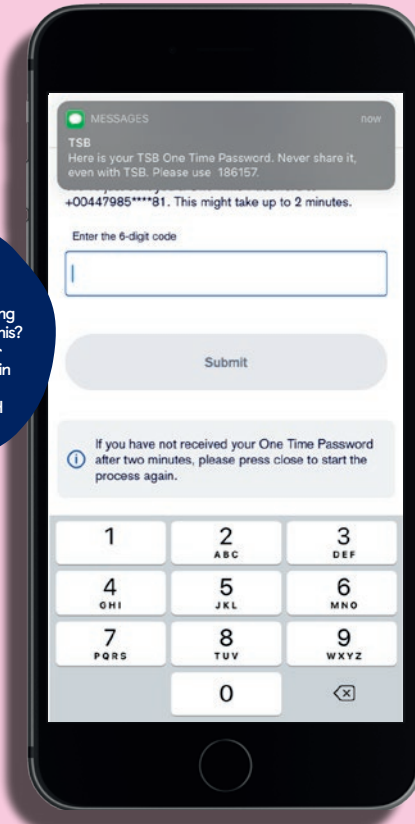 MESSAGES now
TSB
Here is your TSB One Time Password. Never share it,
even with TSB. Please use 186157.
+00447985****81. This might take up to 2 minutes.
Enter the 6-digit code
Submit
If you have not received your One Time Password
after two minutes, please press close to start the
process again.
1 2 3
ABC DEF
4 5 6
GHI JKL MNO
7 8 9
PQRS TUV WXYZ
0
in